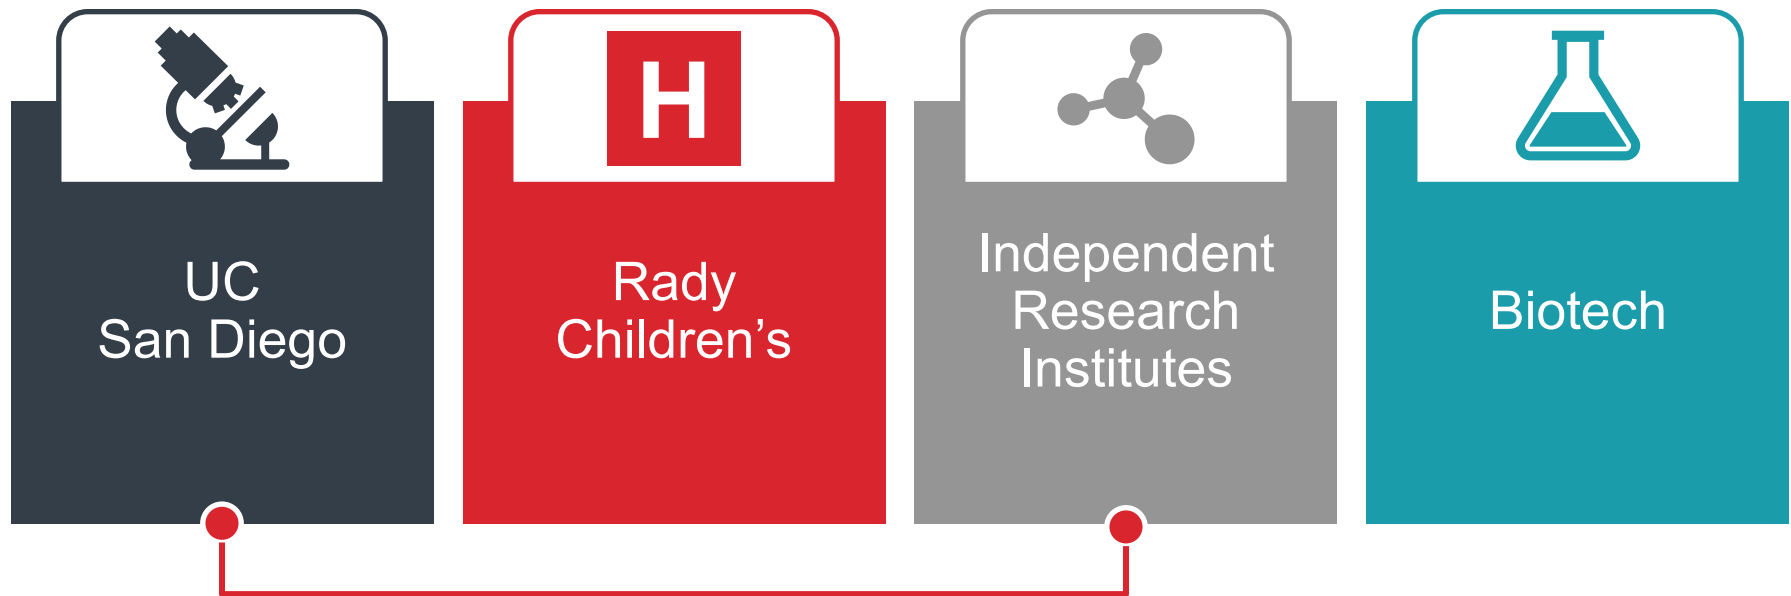 H
UC
San Diego
Rady
Children’s
Independent
Research
Institutes
Biotech